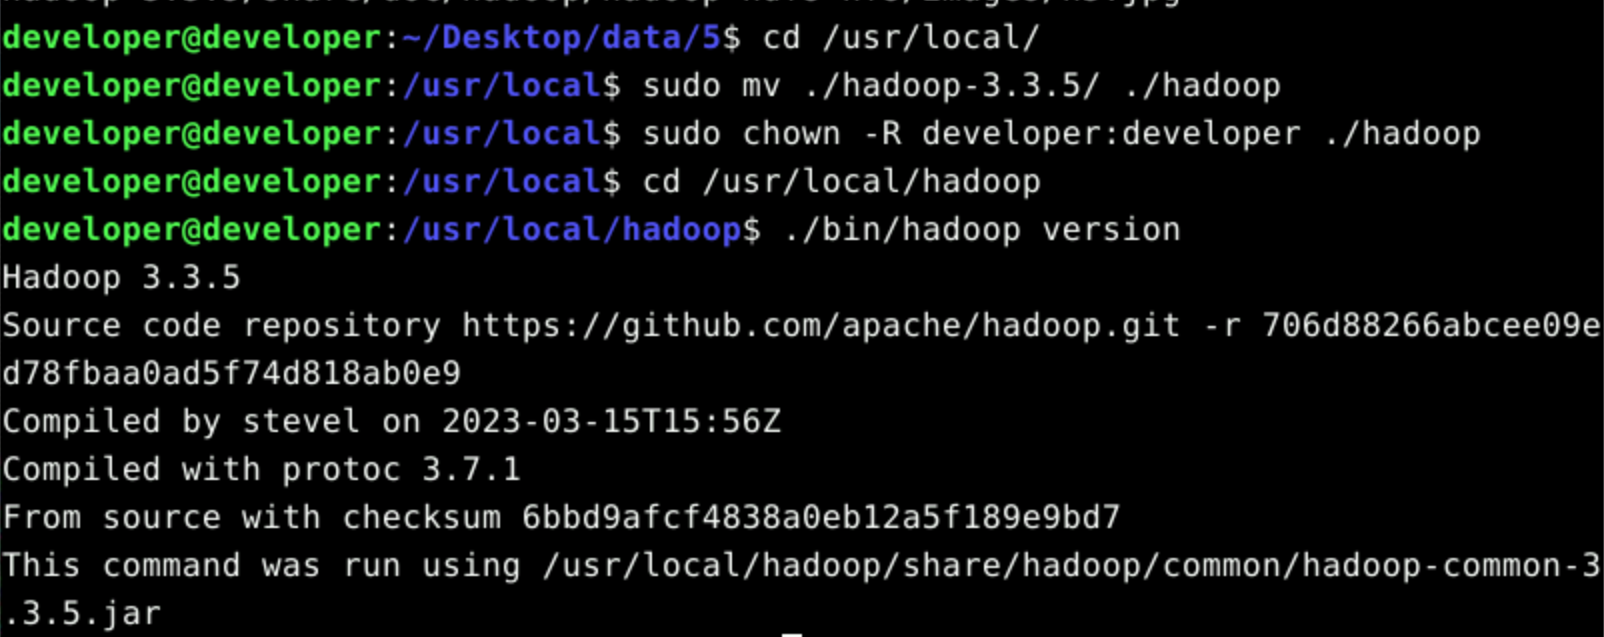 developer@developer:~/Desktop/data/5$ cd /usr/local/
developer@developer:/usr/local$ sudo mv ./hadoop-3.3.5/ ./hadoop
developer@developer:/usr/local$ sudo chown -R developer:developer ./hadoop
developer@developer:/usr/local$ cd /usr/local/hadoop
developer@developer:/usr/local/hadoop$ ./bin/hadoop version
Hadoop 3.3.5
Source code repository https://github.com/apache/hadoop.git -r 706d88266abcee09e
d78fbaa0ad5f74d818ab0e9
Compiled by stevel on 2023-03-15T15:56Z
Compiled with protoc 3.7.1
From source with checksum 6bbd9afcf4838a0eb12a5f189e9bd7
This command was run using /usr/local/hadoop/share/hadoop/common/hadoop-common-3
.3.5.jar